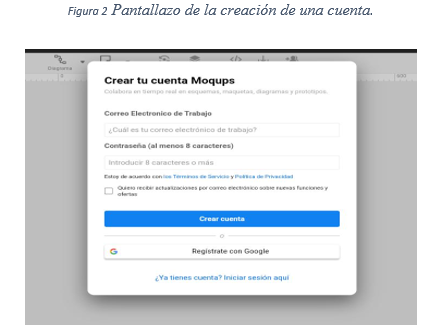 Figura 2 Pantallazo de la creación de una cuenta.
Diagrama
0
600
Crear tu cuenta Moqups
Colabora en tiempo real en esquemas, maquetas, diagramas y prototipos.
Correo Electronico de Trabajo
¿Cuál es tu correo electrónico de trabajo?
Contraseña (al menos 8 caracteres)
Introducir 8 caracteres o más
Estoy de acuerdo con los Términos de Servicio y Política de Privacidad
Quiero recibir actualizaciones por correo electrónico sobre nuevas funciones y
ofertas
Crear cuenta
O
Regístrate con Google
¿Ya tienes cuenta? Iniciar sesión aquí